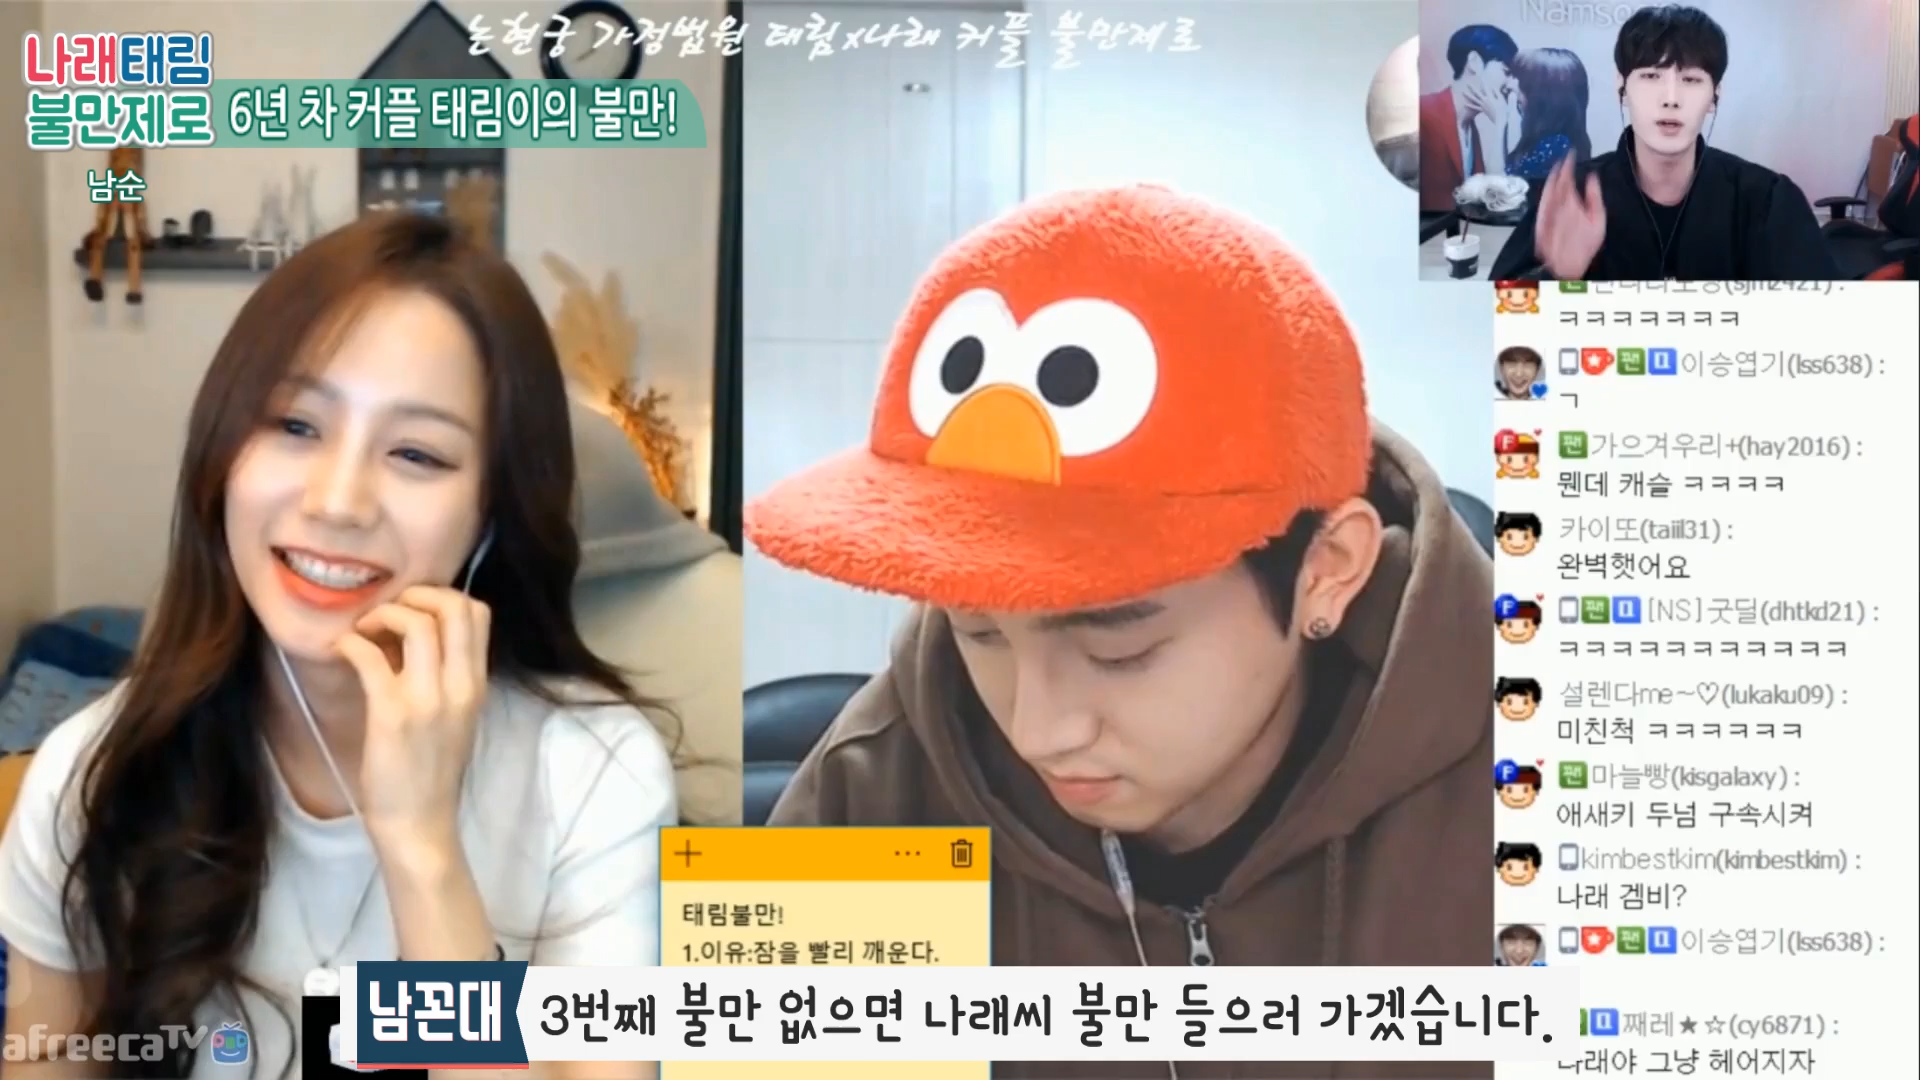 논현궁 가정법원 태림x나래 커플 불만제로
나래태림
불만제로
6년 차 커플 태림이의 불만!
남순
ㅋㅋㅋㅋㅋㅋㅋ
이승엽기(lss638) :
ㄱ
팬 가으겨우리+(hay2016) :
뭔데 캐슬 ㅋㅋㅋㅋ
카이또(taiil31) :
완벽햇어요
팬 [NS]굿딜(dhtkd21) :
ㅋㅋㅋㅋㅋㅋㅋㅋㅋㅋㅋ
설렌다me~♡(lukaku09) :
미친척 ㅋㅋㅋㅋㅋㅋ
팬 마늘빵(kisgalaxy) :
애새키 두넘 구속시켜
kimbestkim(kimbestkim) :
나래 겜비?
이승엽기(lss638) :
째레★☆(cy6871) :
나래야 그냥 헤어지자
태림불만!
1.이유:잠을 빨리 깨운다.
남꼰대
3번째 불만 없으면 나래씨 불만 들으러 가겠습니다.
afreecaTV